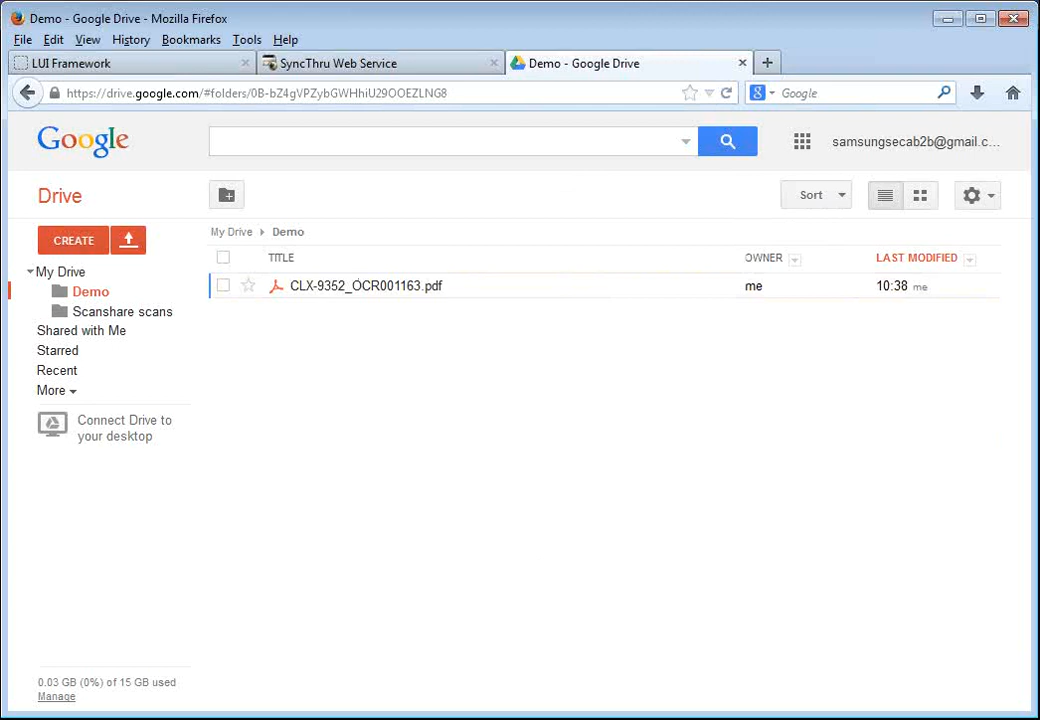 Demo - Google Drive - Mozilla Firefox
File Edit View History Bookmarks Tools Help
LUI Framework SyncThru Web Service Demo - Google Drive
https://drive.google.com/#folders/0B-bZ4gVPZybGWHhiU29OOEZLNG8 Google
Google samsungsecab2b@gmail.c...
Drive Sort
My Drive Demo
CREATE
TITLE OWNER LAST MODIFIED
My Drive
CLX-9352_OCR001163.pdf me 10:38 me
Demo
Scanshare scans
Shared with Me
Starred
Recent
More
Connect Drive to
your desktop
0.03 GB (0%) of 15 GB used
Manage